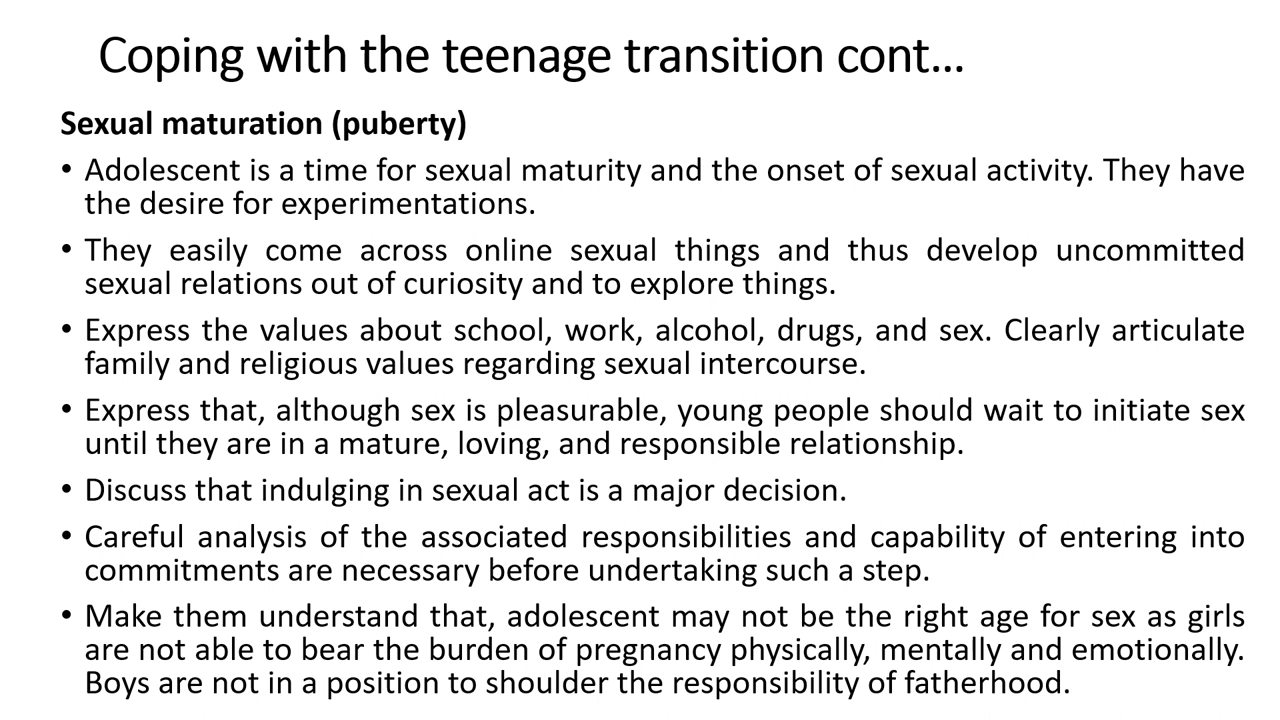 Coping with the teenage transition cont...
Sexual maturation (puberty)
• Adolescent is a time for sexual maturity and the onset of sexual activity. They have
the desire for experimentations.
• They easily come across online sexual things and thus develop uncommitted
sexual relations out of curiosity and to explore things.
• Express the values about school, work, alcohol, drugs, and sex. Clearly articulate
family and religious values regarding sexual intercourse.
• Express that, although sex is pleasurable, young people should wait to initiate sex
until they are in a mature, loving, and responsible relationship.
• Discuss that indulging in sexual act is a major decision.
• Careful analysis of the associated responsibilities and capability of entering into
commitments are necessary before undertaking such a step.
• Make them understand that, adolescent may not be the right age for sex as girls
are not able to bear the burden of pregnancy physically, mentally and emotionally.
Boys are not in a position to shoulder the responsibility of fatherhood.